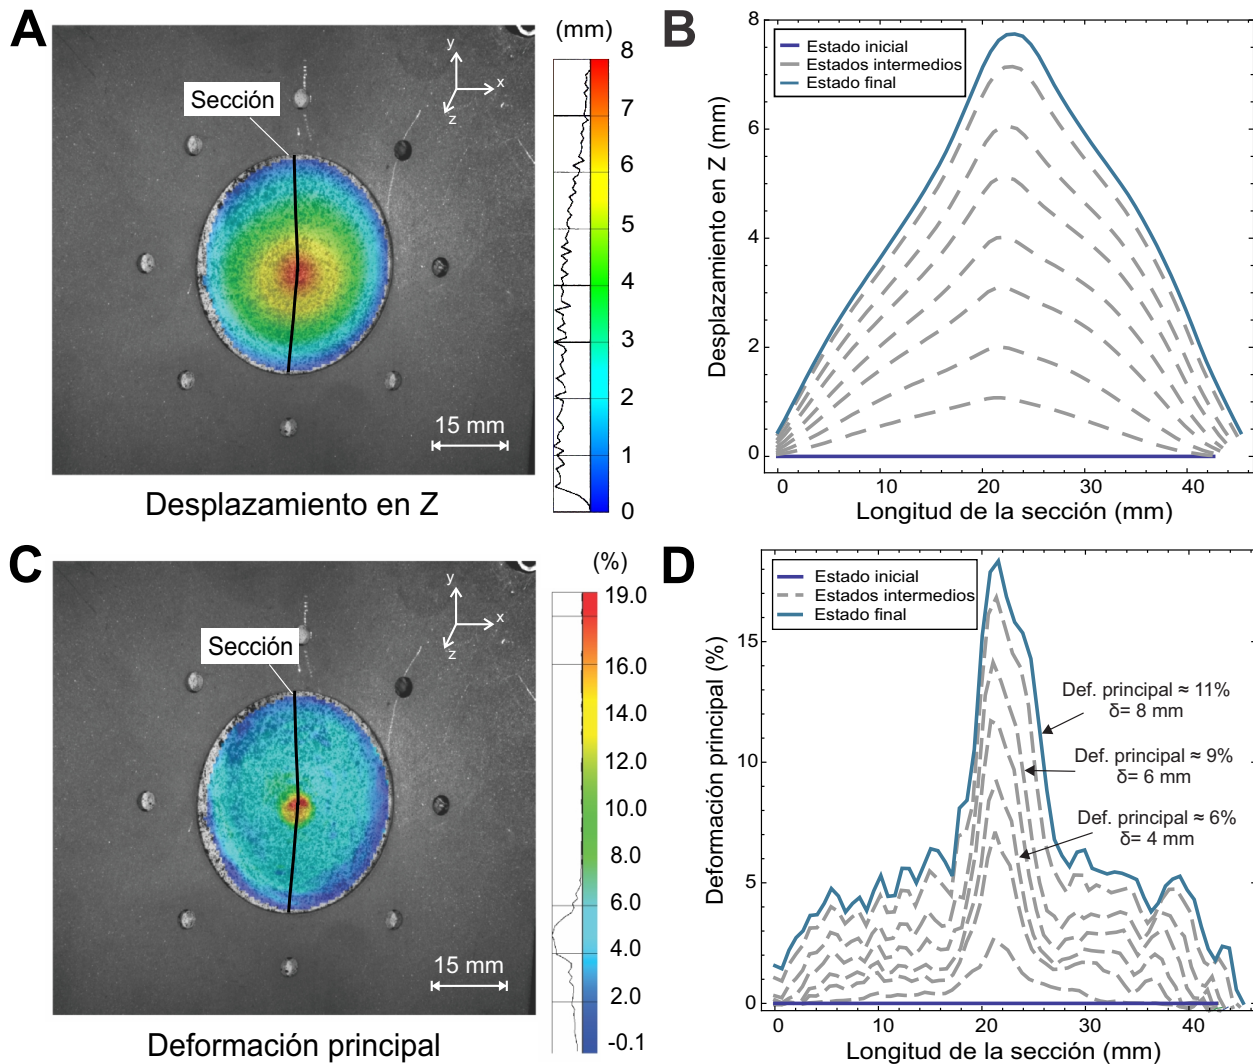 A
y
x
z
Sección
15 mm
Desplazamiento en Z
(mm)
8
7
6
5
4
3
2
1
0
B
Estado inicial
Estados intermedios
Estado final
Desplazamiento en Z (mm)
8
6
4
2
0
0
10
20
30
40
Longitud de la sección (mm)
C
y
x
z
Sección
15 mm
Deformación principal
(%)
19.0
16.0
14.0
10.0
8.0
6.0
4.0
2.0
-0.1
D
Estado inicial
Estados intermedios
Estado final
Deformación principal (%)
15
10
5
0
Def. principal ≈ 11%
δ= 8 mm
Def. principal ≈ 9%
δ= 6 mm
Def. principal ≈ 6%
δ= 4 mm
0
10
20
30
40
Longitud de la sección (mm)